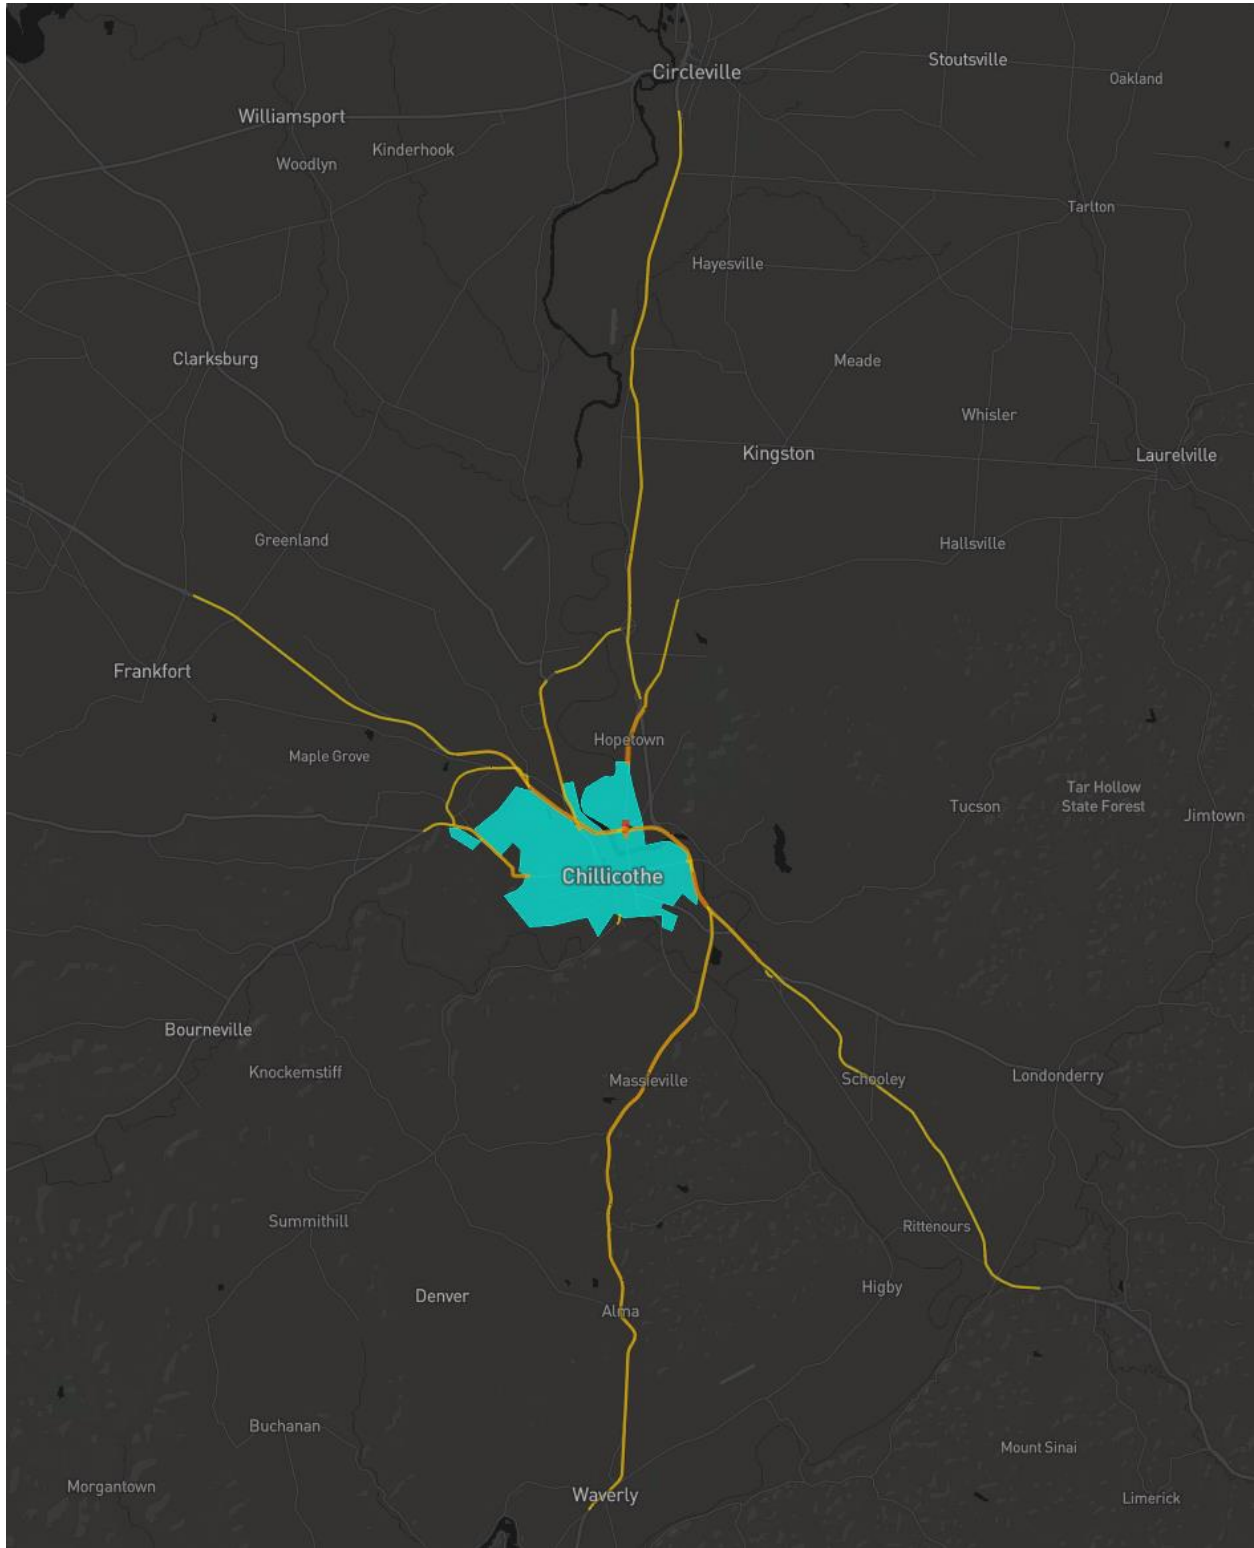 Circleville
Stoutsville
Oakland
Williamsport
Kinderhook
Woodlyn
Tarlton
Hayesville
Clarksburg
Meade
Whisler
Kingston
Laurelville
Greenland
Hallsville
Frankfort
Hopetown
Maple Grove
Tar Hollow
State Forest
Tucson
Jimtown
Chillicothe
Bourneville
Knockemstiff
Massieville
Schooley
Londonderry
Summithill
Rittenours
Denver
Higby
Alma
Buchanan
Mount Sinai
Morgantown
Waverly
Limerick